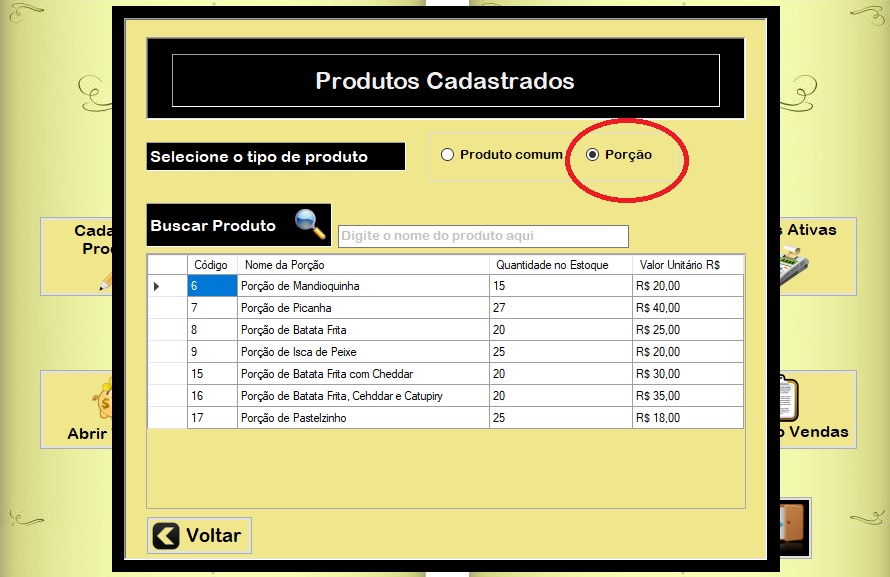 Produtos Cadastrados
Selecione o tipo de produto
Produto comum
Porção
Buscar Produto
Digite o nome do produto aqui
Cada
Pro
s Ativas
Código Nome da Porção Quantidade no Estoque Valor Unitário R$
6 Porção de Mandioquinha 15 R$ 20,00
7 Porção de Picanha 27 R$ 40,00
8 Porção de Batata Frita 20 R$ 25,00
9 Porção de Isca de Peixe 25 R$ 20,00
15 Porção de Batata Frita com Cheddar 20 R$ 30,00
16 Porção de Batata Frita, Cehddar e Catupiry 20 R$ 35,00
17 Porção de Pastelzinho 25 R$ 18,00
Abrir
o Vendas
Voltar